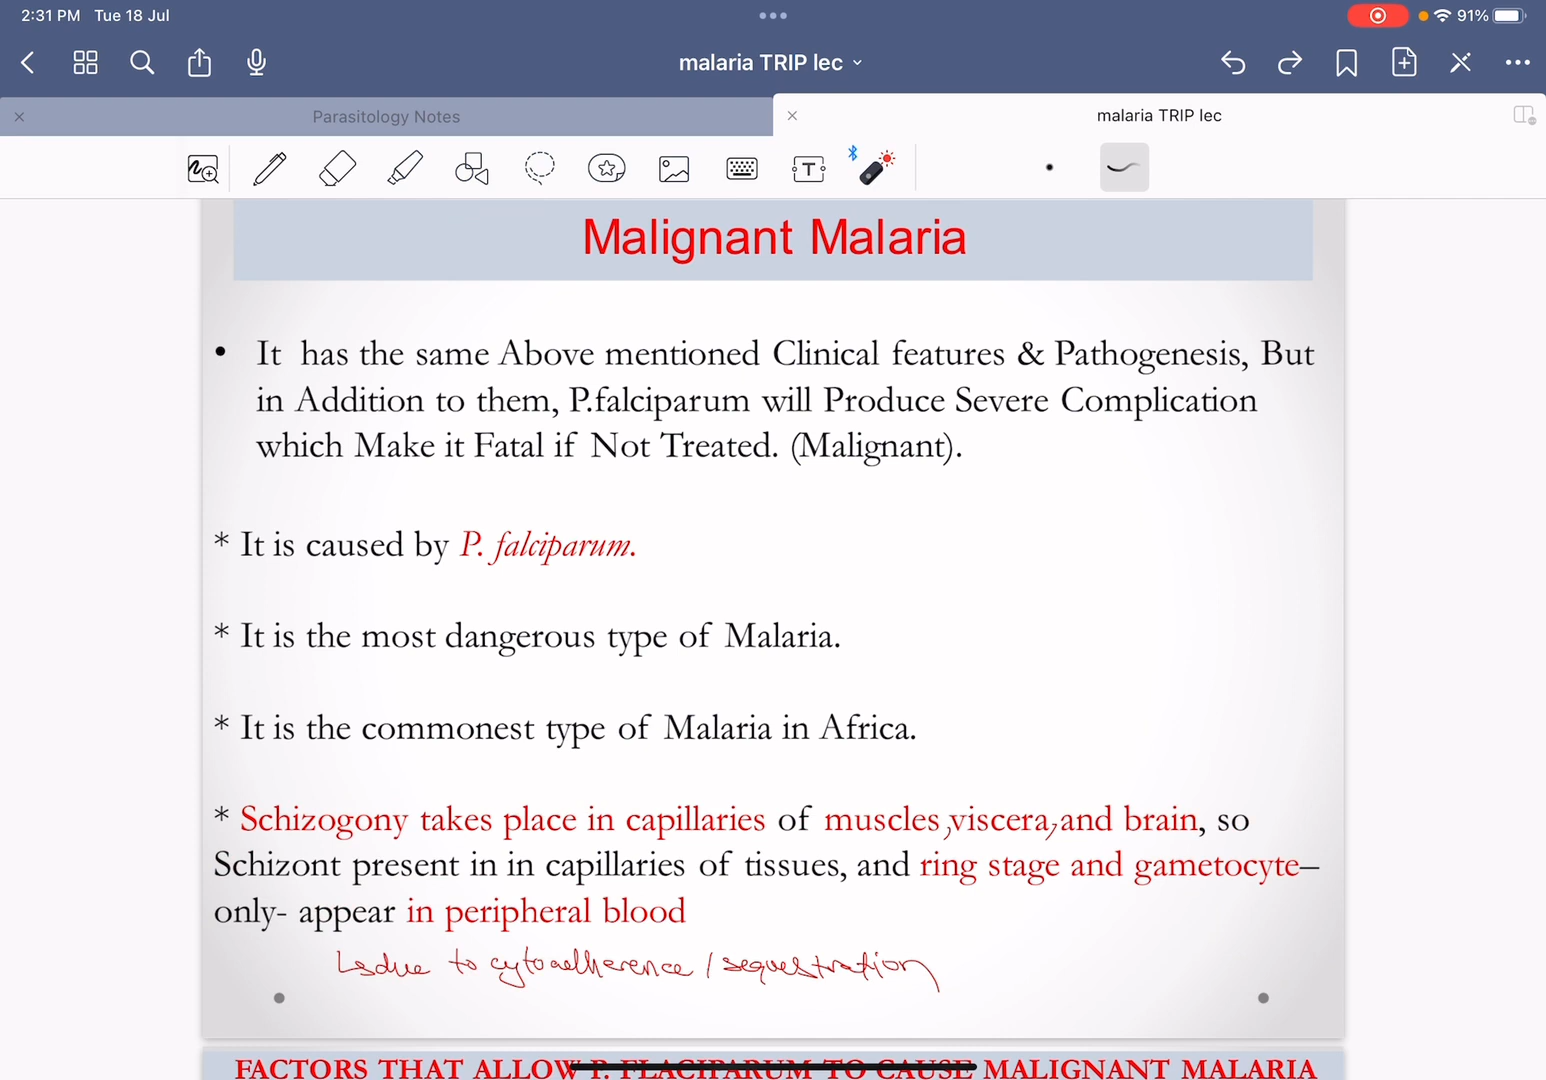 2:31 PM Tue 18 Jul
91%
malaria TRIP lec
Parasitology Notes
malaria TRIP lec
T
Malignant Malaria
• It has the same Above mentioned Clinical features & Pathogenesis, But
in Addition to them, P.falciparum will Produce Severe Complication
which Make it Fatal if Not Treated. (Malignant).
* It is caused by P. falciparum.
* It is the most dangerous type of Malaria.
* It is the commonest type of Malaria in Africa.
* Schizogony takes place in capillaries of muscles, viscera, and brain, so
Schizont present in in capillaries of tissues, and ring stage and gametocyte–
only- appear in peripheral blood
due to cytoadherence / sequestration
FACTORS THAT ALLOW P. FLACIPARUM TO CAUSE MALIGNANT MALARIA